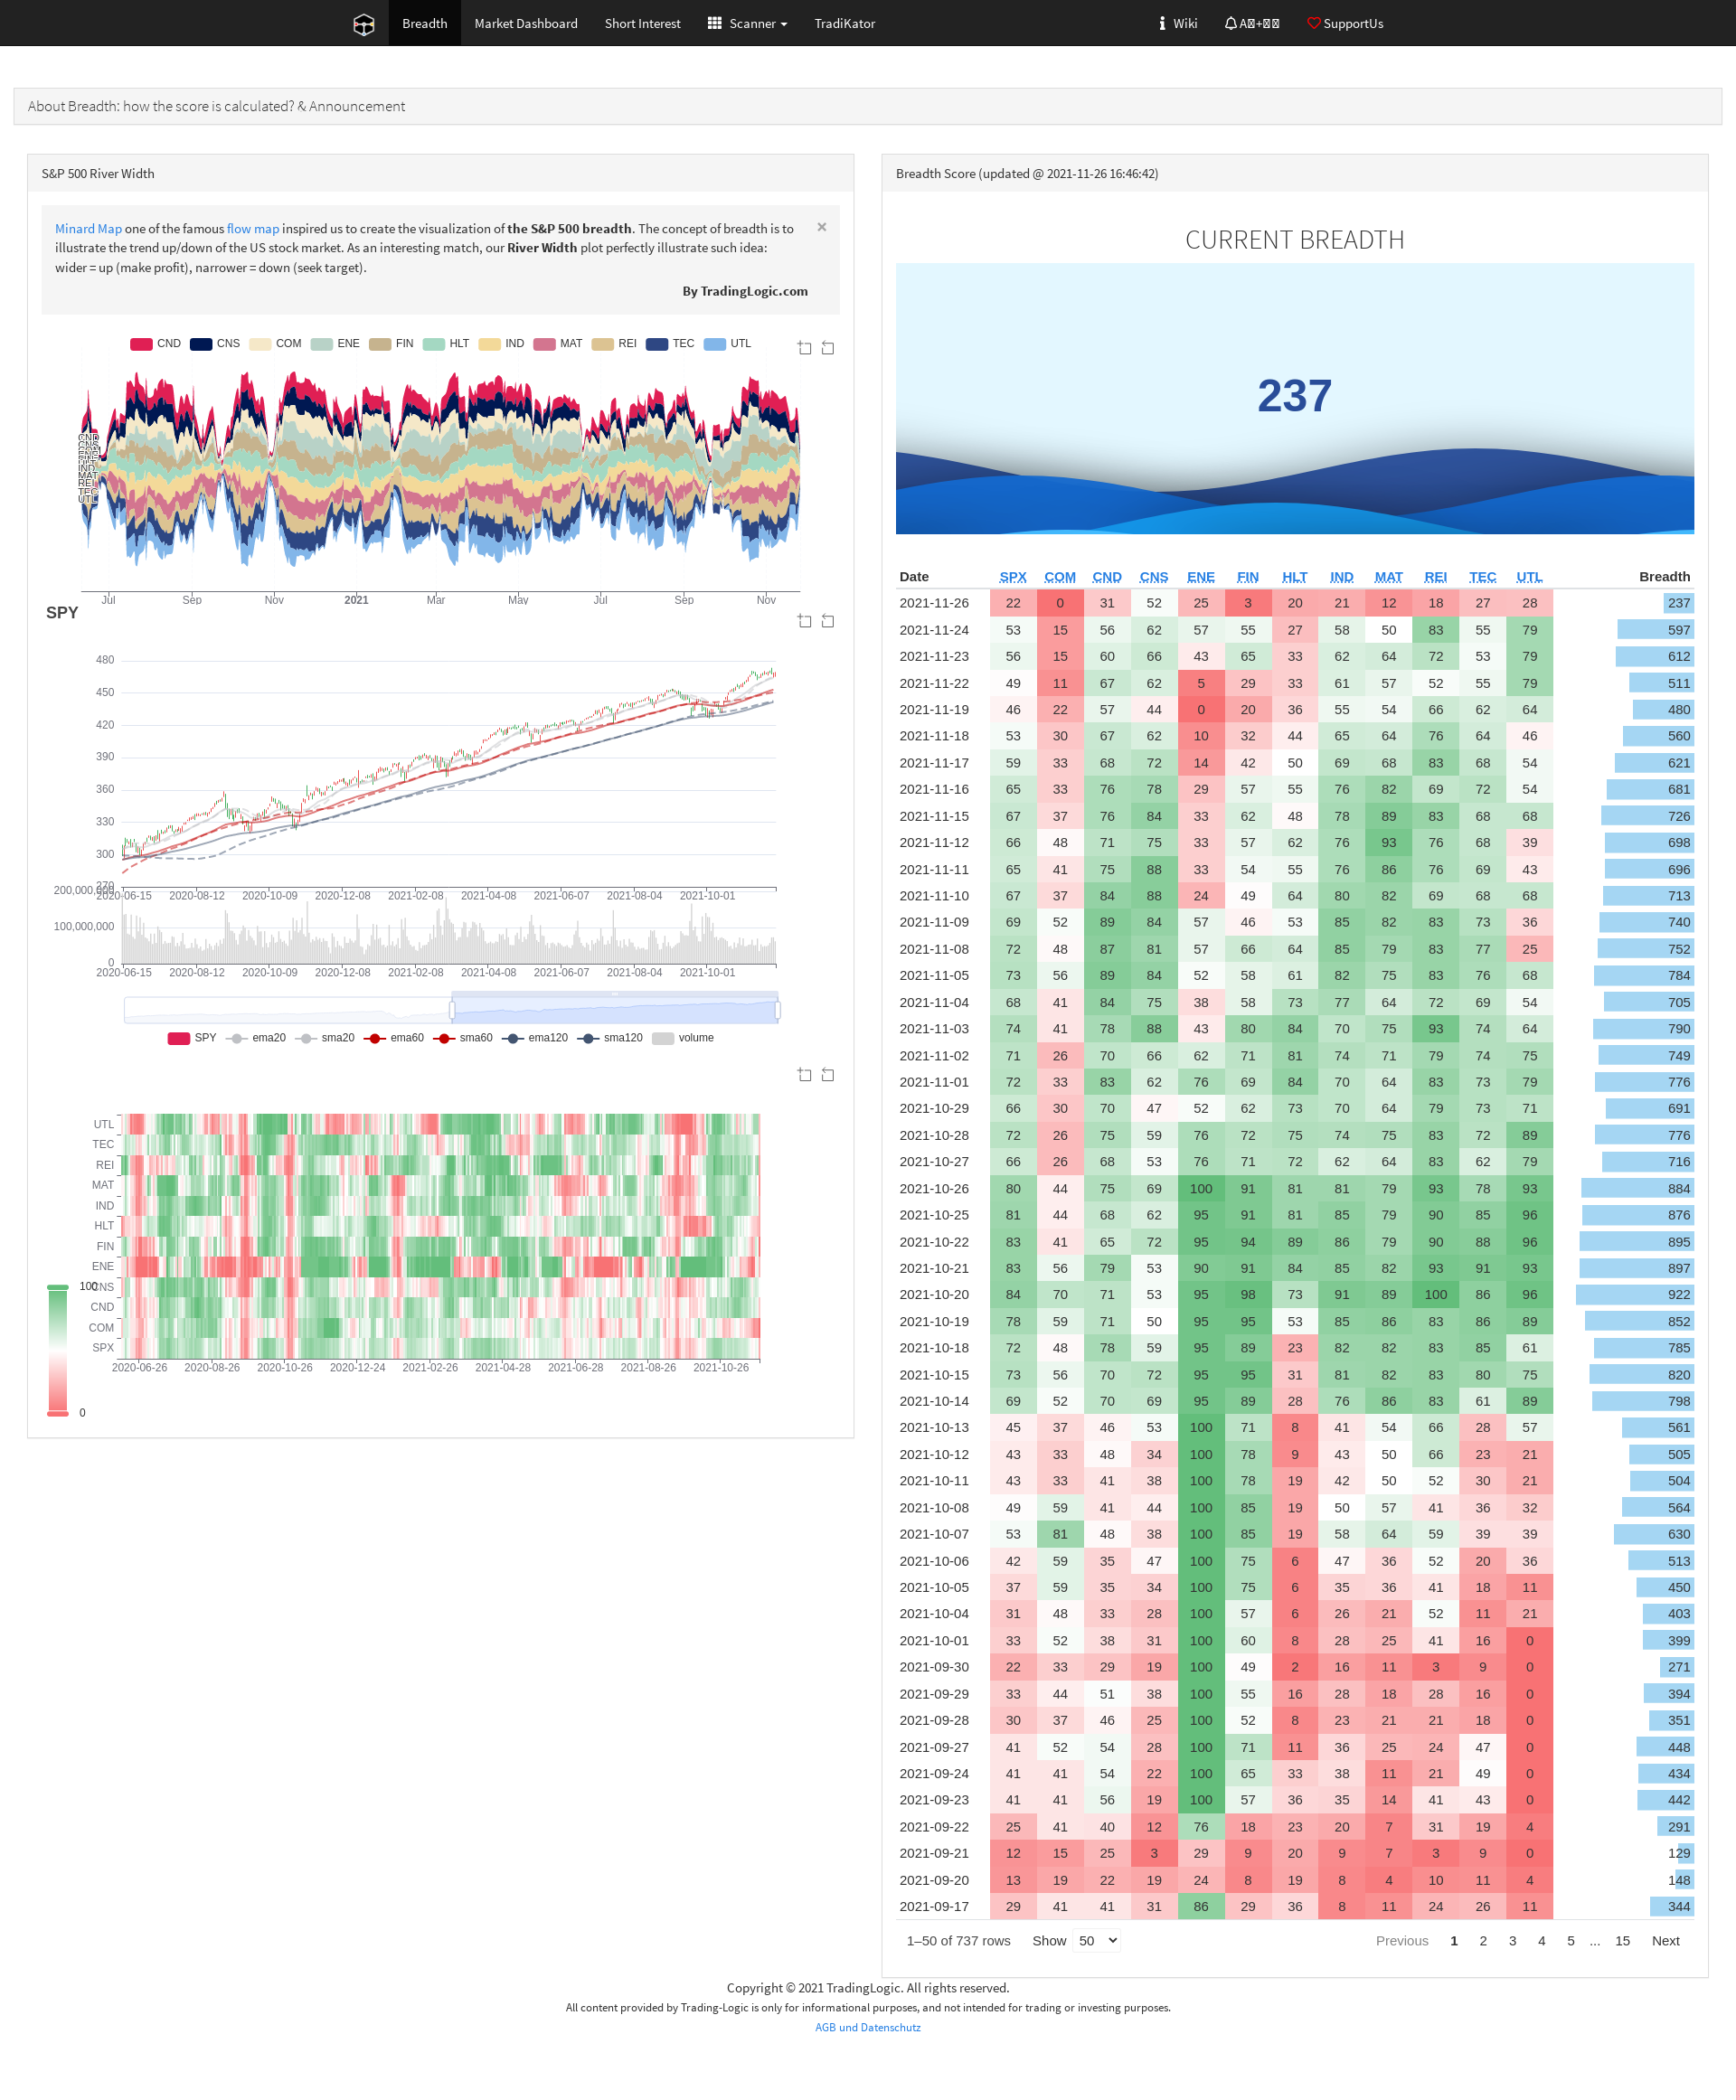 Breadth Market Dashboard Short Interest Scanner TradiKator Wiki SupportUs
About Breadth: how the score is calculated? & Announcement
S&P 500 River Width
Minard Map one of the famous flow map inspired us to create the visualization of the S&P 500 breadth. The concept of breadth is to
illustrate the trend up/down of the US stock market. As an interesting match, our River Width plot perfectly illustrate such idea:
wider = up (make profit), narrower = down (seek target).
×
By TradingLogic.com
CND CNS COM ENE FIN HLT IND MAT REI TEC UTL
Jul Sep Nov 2021 Mar May Jul Sep Nov
SPY
480
450
420
390
360
330
300
270
2020-06-15 2020-08-12 2020-10-09 2020-12-08 2021-02-08 2021-04-08 2021-06-07 2021-08-04 2021-10-01
200,000,000
100,000,000
0
2020-06-15 2020-08-12 2020-10-09 2020-12-08 2021-02-08 2021-04-08 2021-06-07 2021-08-04 2021-10-01
SPY ema20 sma20 ema60 sma60 ema120 sma120 volume
UTL
TEC
REI
MAT
IND
HLT
FIN
ENE
CNS
CND
COM
SPX
2020-06-26 2020-08-26 2020-10-26 2020-12-24 2021-02-26 2021-04-28 2021-06-28 2021-08-26 2021-10-26
100
0
Breadth Score (updated @ 2021-11-26 16:46:42)
CURRENT BREADTH
237
Date SPX COM CND CNS ENE FIN HLT IND MAT REI TEC UTL Breadth
2021-11-26 22 0 31 52 25 3 20 21 12 18 27 28 237
2021-11-24 53 15 56 62 57 55 27 58 50 83 55 79 597
2021-11-23 56 15 60 66 43 65 33 62 64 72 53 79 612
2021-11-22 49 11 67 62 5 29 33 61 57 52 55 79 511
2021-11-19 46 22 57 44 0 20 36 55 54 66 62 64 480
2021-11-18 53 30 67 62 10 32 44 65 64 76 64 46 560
2021-11-17 59 33 68 72 14 42 50 69 68 83 68 54 621
2021-11-16 65 33 76 78 29 57 55 76 82 69 72 54 681
2021-11-15 67 37 76 84 33 62 48 78 89 83 68 68 726
2021-11-12 66 48 71 75 33 57 62 76 93 76 68 39 698
2021-11-11 65 41 75 88 33 54 55 76 86 76 69 43 696
2021-11-10 67 37 84 88 24 49 64 80 82 69 68 68 713
2021-11-09 69 52 89 84 57 46 53 85 82 83 73 36 740
2021-11-08 72 48 87 81 57 66 64 85 79 83 77 25 752
2021-11-05 73 56 89 84 52 58 61 82 75 83 76 68 784
2021-11-04 68 41 84 75 38 58 73 77 64 72 69 54 705
2021-11-03 74 41 78 88 43 80 84 70 75 93 74 64 790
2021-11-02 71 26 70 66 62 71 81 74 71 79 74 75 749
2021-11-01 72 33 83 62 76 69 84 70 64 83 73 79 776
2021-10-29 66 30 70 47 52 62 73 70 64 79 73 71 691
2021-10-28 72 26 75 59 76 72 75 74 75 83 72 89 776
2021-10-27 66 26 68 53 76 71 72 62 64 83 62 79 716
2021-10-26 80 44 75 69 100 91 81 81 79 93 78 93 884
2021-10-25 81 44 68 62 95 91 81 85 79 90 85 96 876
2021-10-22 83 41 65 72 95 94 89 86 79 90 88 96 895
2021-10-21 83 56 79 53 90 91 84 85 82 93 91 93 897
2021-10-20 84 70 71 53 95 98 73 91 89 100 86 96 922
2021-10-19 78 59 71 50 95 95 53 85 86 83 86 89 852
2021-10-18 72 48 78 59 95 89 23 82 82 83 85 61 785
2021-10-15 73 56 70 72 95 95 31 81 82 83 80 75 820
2021-10-14 69 52 70 69 95 89 28 76 86 83 61 89 798
2021-10-13 45 37 46 53 100 71 8 41 54 66 28 57 561
2021-10-12 43 33 48 34 100 78 9 43 50 66 23 21 505
2021-10-11 43 33 41 38 100 78 19 42 50 52 30 21 504
2021-10-08 49 59 41 44 100 85 19 50 57 41 36 32 564
2021-10-07 53 81 48 38 100 85 19 58 64 59 39 39 630
2021-10-06 42 59 35 47 100 75 6 47 36 52 20 36 513
2021-10-05 37 59 35 34 100 75 6 35 36 41 18 11 450
2021-10-04 31 48 33 28 100 57 6 26 21 52 11 21 403
2021-10-01 33 52 38 31 100 60 8 28 25 41 16 0 399
2021-09-30 22 33 29 19 100 49 2 16 11 3 9 0 271
2021-09-29 33 44 51 38 100 55 16 28 18 28 16 0 394
2021-09-28 30 37 46 25 100 52 8 23 21 21 18 0 351
2021-09-27 41 52 54 28 100 71 11 36 25 24 47 0 448
2021-09-24 41 41 54 22 100 65 33 38 11 21 49 0 434
2021-09-23 41 41 56 19 100 57 36 35 14 41 43 0 442
2021-09-22 25 41 40 12 76 18 23 20 7 31 19 4 291
2021-09-21 12 15 25 3 29 9 20 9 7 3 9 0 129
2021-09-20 13 19 22 19 24 8 19 8 4 10 11 4 148
2021-09-17 29 41 41 31 86 29 36 8 11 24 26 11 344
1–50 of 737 rows Show 50 Previous 1 2 3 4 5 ... 15 Next
Copyright © 2021 TradingLogic. All rights reserved.
All content provided by Trading-Logic is only for informational purposes, and not intended for trading or investing purposes.
AGB und Datenschutz